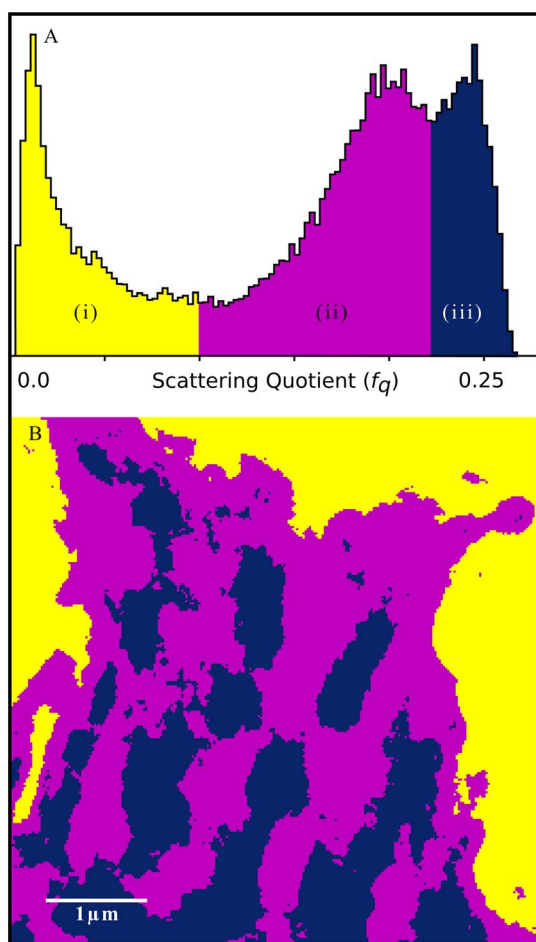 A
(i) (ii) (iii)
0.0 Scattering Quotient (fq) 0.25
B
1μm